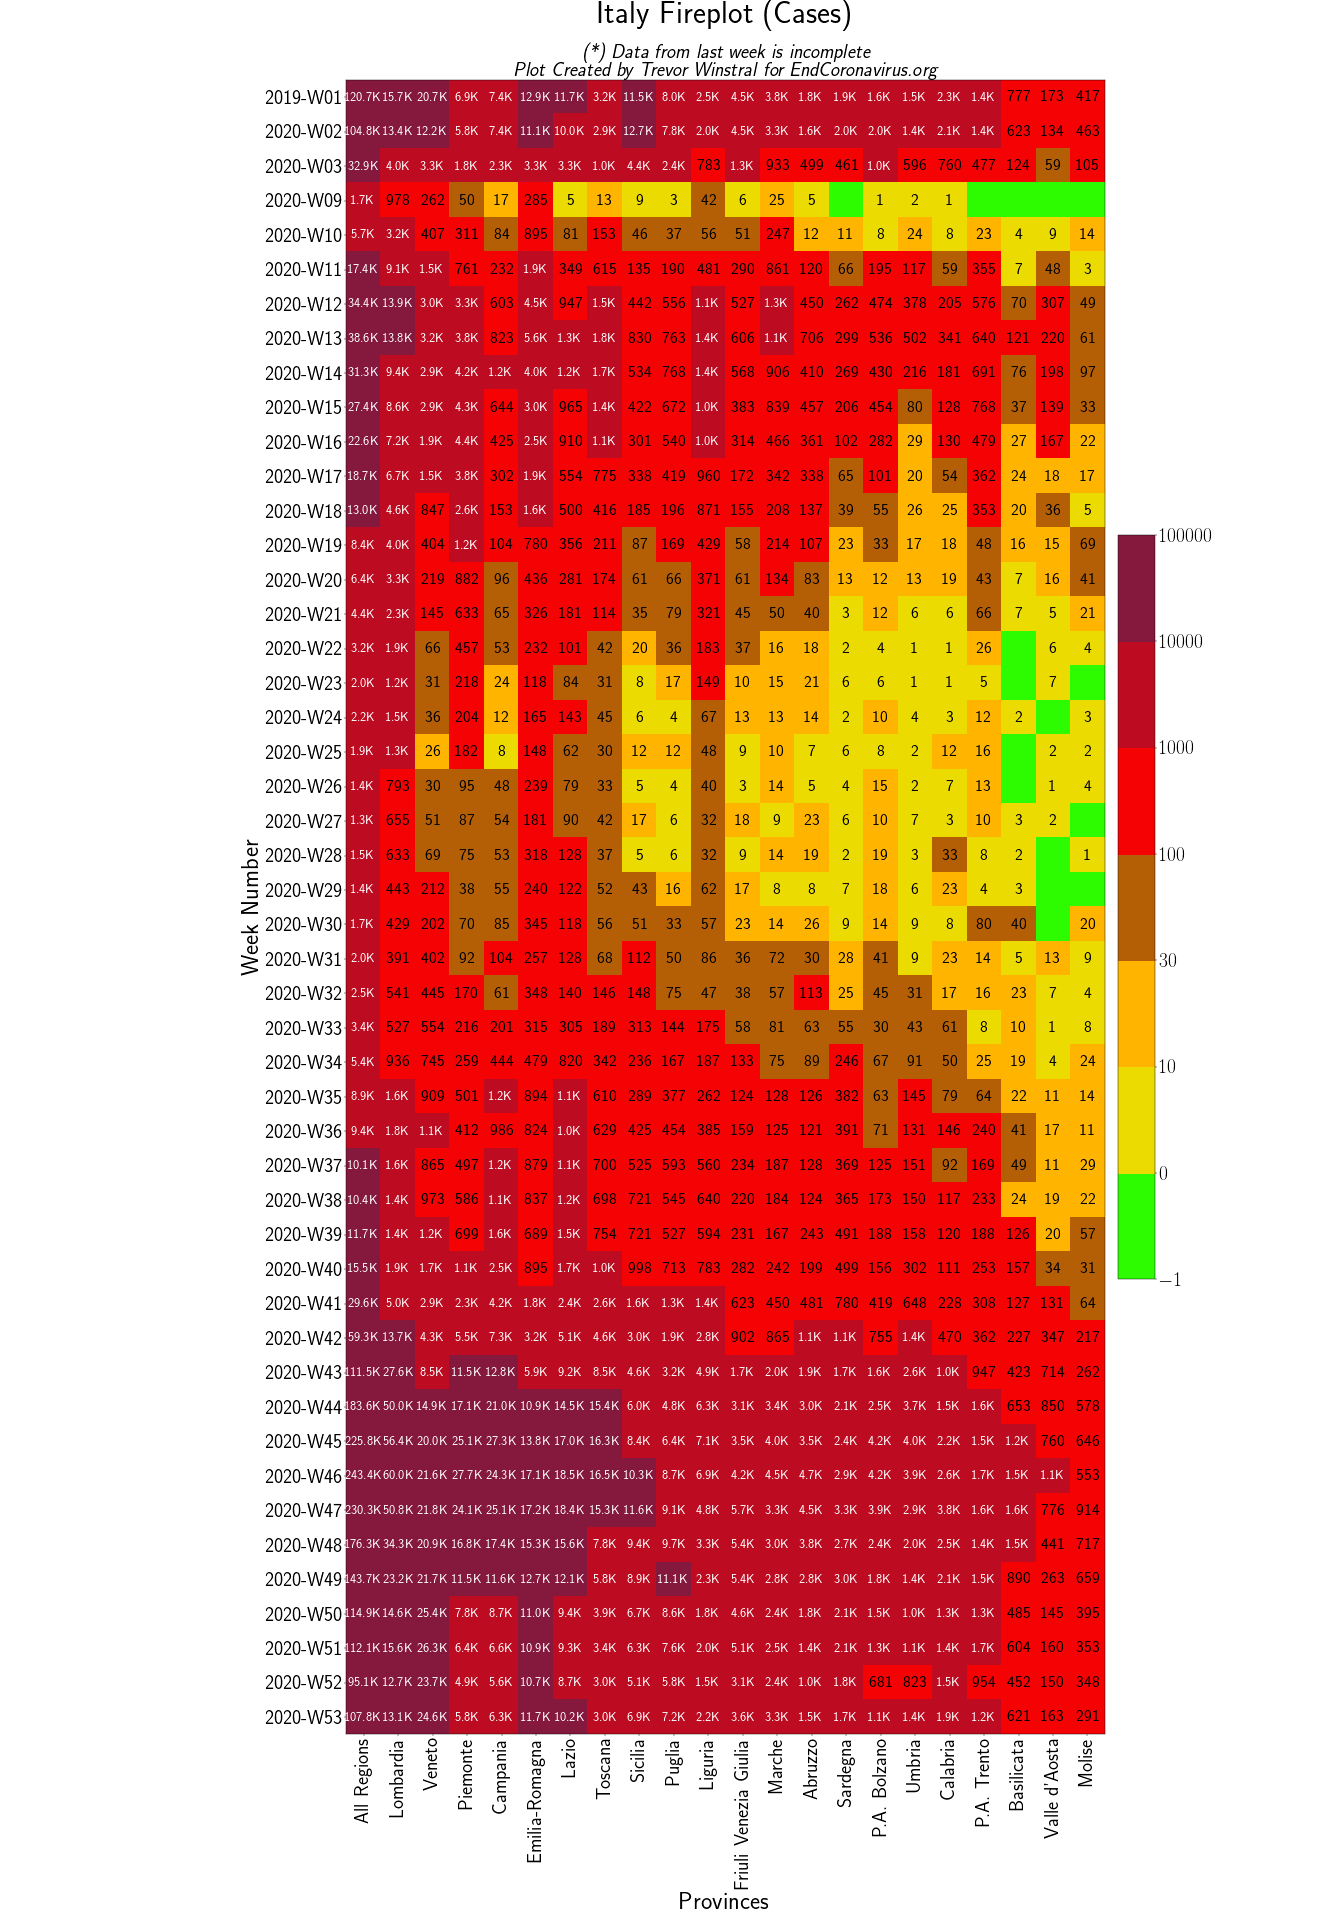 Italy Fireplot (Cases)
(*) Data from last week is incomplete
Plot Created by Trevor Winstral for EndCoronavirus.org
2019-W01 120.7K 15.7K 20.7K 6.9K 7.4K 12.9K 11.7K 3.2K 11.5K 8.0K 2.5K 4.5K 3.8K 1.8K 1.9K 1.6K 1.5K 2.3K 1.4K 777 173 417
2020-W02 104.8K 13.4K 12.2K 5.8K 7.4K 11.1K 10.0K 2.9K 12.7K 7.8K 2.0K 4.5K 3.3K 1.6K 2.0K 2.0K 1.4K 2.1K 1.4K 623 134 463
2020-W03 32.9K 4.0K 3.3K 1.8K 2.3K 3.3K 3.3K 1.0K 4.4K 2.4K 783 1.3K 933 499 461 1.0K 596 760 477 124 59 105
2020-W09 1.7K 978 262 50 17 285 5 13 9 3 42 6 25 5 1 2 1
2020-W10 5.7K 3.2K 407 311 84 895 81 153 46 37 56 51 247 12 11 8 24 8 23 4 9 14
2020-W11 17.4K 9.1K 1.5K 761 232 1.9K 349 615 135 190 481 290 861 120 66 195 117 59 355 7 48 3
2020-W12 34.4K 13.9K 3.0K 3.3K 603 4.5K 947 1.5K 442 556 1.1K 527 1.3K 450 262 474 378 205 576 70 307 49
2020-W13 38.6K 13.8K 3.2K 3.8K 823 5.6K 1.3K 1.8K 830 763 1.4K 606 1.1K 706 299 536 502 341 640 121 220 61
2020-W14 31.3K 9.4K 2.9K 4.2K 1.2K 4.0K 1.2K 1.7K 534 768 1.4K 568 906 410 269 430 216 181 691 76 198 97
2020-W15 27.4K 8.6K 2.9K 4.3K 644 3.0K 965 1.4K 422 672 1.0K 383 839 457 206 454 80 128 768 37 139 33
2020-W16 22.6K 7.2K 1.9K 4.4K 425 2.5K 910 1.1K 301 540 1.0K 314 466 361 102 282 29 130 479 27 167 22
2020-W17 18.7K 6.7K 1.5K 3.8K 302 1.9K 554 775 338 419 960 172 342 338 65 101 20 54 362 24 18 17
2020-W18 13.0K 4.6K 847 2.6K 153 1.6K 500 416 185 196 871 155 208 137 39 55 26 25 353 20 36 5
2020-W19 8.4K 4.0K 404 1.2K 104 780 356 211 87 169 429 58 214 107 23 33 17 18 48 16 15 69
2020-W20 6.4K 3.3K 219 882 96 436 281 174 61 66 371 61 134 83 13 12 13 19 43 7 16 41
2020-W21 4.4K 2.3K 145 633 65 326 181 114 35 79 321 45 50 40 3 12 6 6 66 7 5 21
2020-W22 3.2K 1.9K 66 457 53 232 101 42 20 36 183 37 16 18 2 4 1 1 26 6 4
2020-W23 2.0K 1.2K 31 218 24 118 84 31 8 17 149 10 15 21 6 6 1 1 5 7
2020-W24 2.2K 1.5K 36 204 12 165 143 45 6 4 67 13 13 14 2 10 4 3 12 2 3
2020-W25 1.9K 1.3K 26 182 8 148 62 30 12 12 48 9 10 7 6 8 2 12 16 2 2
2020-W26 1.4K 793 30 95 48 239 79 33 5 4 40 3 14 5 4 15 2 7 13 1 4
2020-W27 1.3K 655 51 87 54 181 90 42 17 6 32 18 9 23 6 10 7 3 10 3 2
2020-W28 1.5K 633 69 75 53 318 128 37 5 6 32 9 14 19 2 19 3 33 8 2 1
2020-W29 1.4K 443 212 38 55 240 122 52 43 16 62 17 8 8 7 18 6 23 4 3
2020-W30 1.7K 429 202 70 85 345 118 56 51 33 57 23 14 26 9 14 9 8 80 40 20
2020-W31 2.0K 391 402 92 104 257 128 68 112 50 86 36 72 30 28 41 9 23 14 5 13 9
2020-W32 2.5K 541 445 170 61 348 140 146 148 75 47 38 57 113 25 45 31 17 16 23 7 4
2020-W33 3.4K 527 554 216 201 315 305 189 313 144 175 58 81 63 55 30 43 61 8 10 1 8
2020-W34 5.4K 936 745 259 444 479 820 342 236 167 187 133 75 89 246 67 91 50 25 19 4 24
2020-W35 8.9K 1.6K 909 501 1.2K 894 1.1K 610 289 377 262 124 128 126 382 63 145 79 64 22 11 14
2020-W36 9.4K 1.8K 1.1K 412 986 824 1.0K 629 425 454 385 159 125 121 391 71 131 146 240 41 17 11
2020-W37 10.1K 1.6K 865 497 1.2K 879 1.1K 700 525 593 560 234 187 128 369 125 151 92 169 49 11 29
2020-W38 10.4K 1.4K 973 586 1.1K 837 1.2K 698 721 545 640 220 184 124 365 173 150 117 233 24 19 22
2020-W39 11.7K 1.4K 1.2K 699 1.6K 689 1.5K 754 721 527 594 231 167 243 491 188 158 120 188 126 20 57
2020-W40 15.5K 1.9K 1.7K 1.1K 2.5K 895 1.7K 1.0K 998 713 783 282 242 199 499 156 302 111 253 157 34 31
2020-W41 29.6K 5.0K 2.9K 2.3K 4.2K 1.8K 2.4K 2.6K 1.6K 1.3K 1.4K 623 450 481 780 419 648 228 308 127 131 64
2020-W42 59.3K 13.7K 4.3K 5.5K 7.3K 3.2K 5.1K 4.6K 3.0K 1.9K 2.8K 902 865 1.1K 1.1K 755 1.4K 470 362 227 347 217
2020-W43 111.5K 27.6K 8.5K 11.5K 12.8K 5.9K 9.2K 8.5K 4.6K 3.2K 4.9K 1.7K 2.0K 1.9K 1.7K 1.6K 2.6K 1.0K 947 423 714 262
2020-W44 183.6K 50.0K 14.9K 17.1K 21.0K 10.9K 14.5K 15.4K 6.0K 4.8K 6.3K 3.1K 3.4K 3.0K 2.1K 2.5K 3.7K 1.5K 1.6K 653 850 578
2020-W45 225.8K 56.4K 20.0K 25.1K 27.3K 13.8K 17.0K 16.3K 8.4K 6.4K 7.1K 3.5K 4.0K 3.5K 2.4K 4.2K 4.0K 2.2K 1.5K 1.2K 760 646
2020-W46 243.4K 60.0K 21.6K 27.7K 24.3K 17.1K 18.5K 16.5K 10.3K 8.7K 6.9K 4.2K 4.5K 4.7K 2.9K 4.2K 3.9K 2.6K 1.7K 1.5K 1.1K 553
2020-W47 230.3K 50.8K 21.8K 24.1K 25.1K 17.2K 18.4K 15.3K 11.6K 9.1K 4.8K 5.7K 3.3K 4.5K 3.3K 3.9K 2.9K 3.8K 1.6K 1.6K 776 914
2020-W48 176.3K 34.3K 20.9K 16.8K 17.4K 15.3K 15.6K 7.8K 9.4K 9.7K 3.3K 5.4K 3.0K 3.8K 2.7K 2.4K 2.0K 2.5K 1.4K 1.5K 441 717
2020-W49 143.7K 23.2K 21.7K 11.5K 11.6K 12.7K 12.1K 5.8K 8.9K 11.1K 2.3K 5.4K 2.8K 2.8K 3.0K 1.8K 1.4K 2.1K 1.5K 890 263 659
2020-W50 114.9K 14.6K 25.4K 7.8K 8.7K 11.0K 9.4K 3.9K 6.7K 8.6K 1.8K 4.6K 2.4K 1.8K 2.1K 1.5K 1.0K 1.3K 1.3K 485 145 395
2020-W51 112.1K 15.6K 26.3K 6.4K 6.6K 10.9K 9.3K 3.4K 6.3K 7.6K 2.0K 5.1K 2.5K 1.4K 2.1K 1.3K 1.1K 1.4K 1.7K 604 160 353
2020-W52 95.1K 12.7K 23.7K 4.9K 5.6K 10.7K 8.7K 3.0K 5.1K 5.8K 1.5K 3.1K 2.4K 1.0K 1.8K 681 823 1.5K 954 452 150 348
2020-W53 107.8K 13.1K 24.6K 5.8K 6.3K 11.7K 10.2K 3.0K 6.9K 7.2K 2.2K 3.6K 3.3K 1.5K 1.7K 1.1K 1.4K 1.9K 1.2K 621 163 291
Week Number
All Regions
Lombardia
Veneto
Piemonte
Campania
Emilia-Romagna
Lazio
Toscana
Sicilia
Puglia
Liguria
Friuli Venezia Giulia
Marche
Abruzzo
Sardegna
P.A. Bolzano
Umbria
Calabria
P.A. Trento
Basilicata
Valle d'Aosta
Molise
Provinces
100000
10000
1000
100
30
10
0
−1